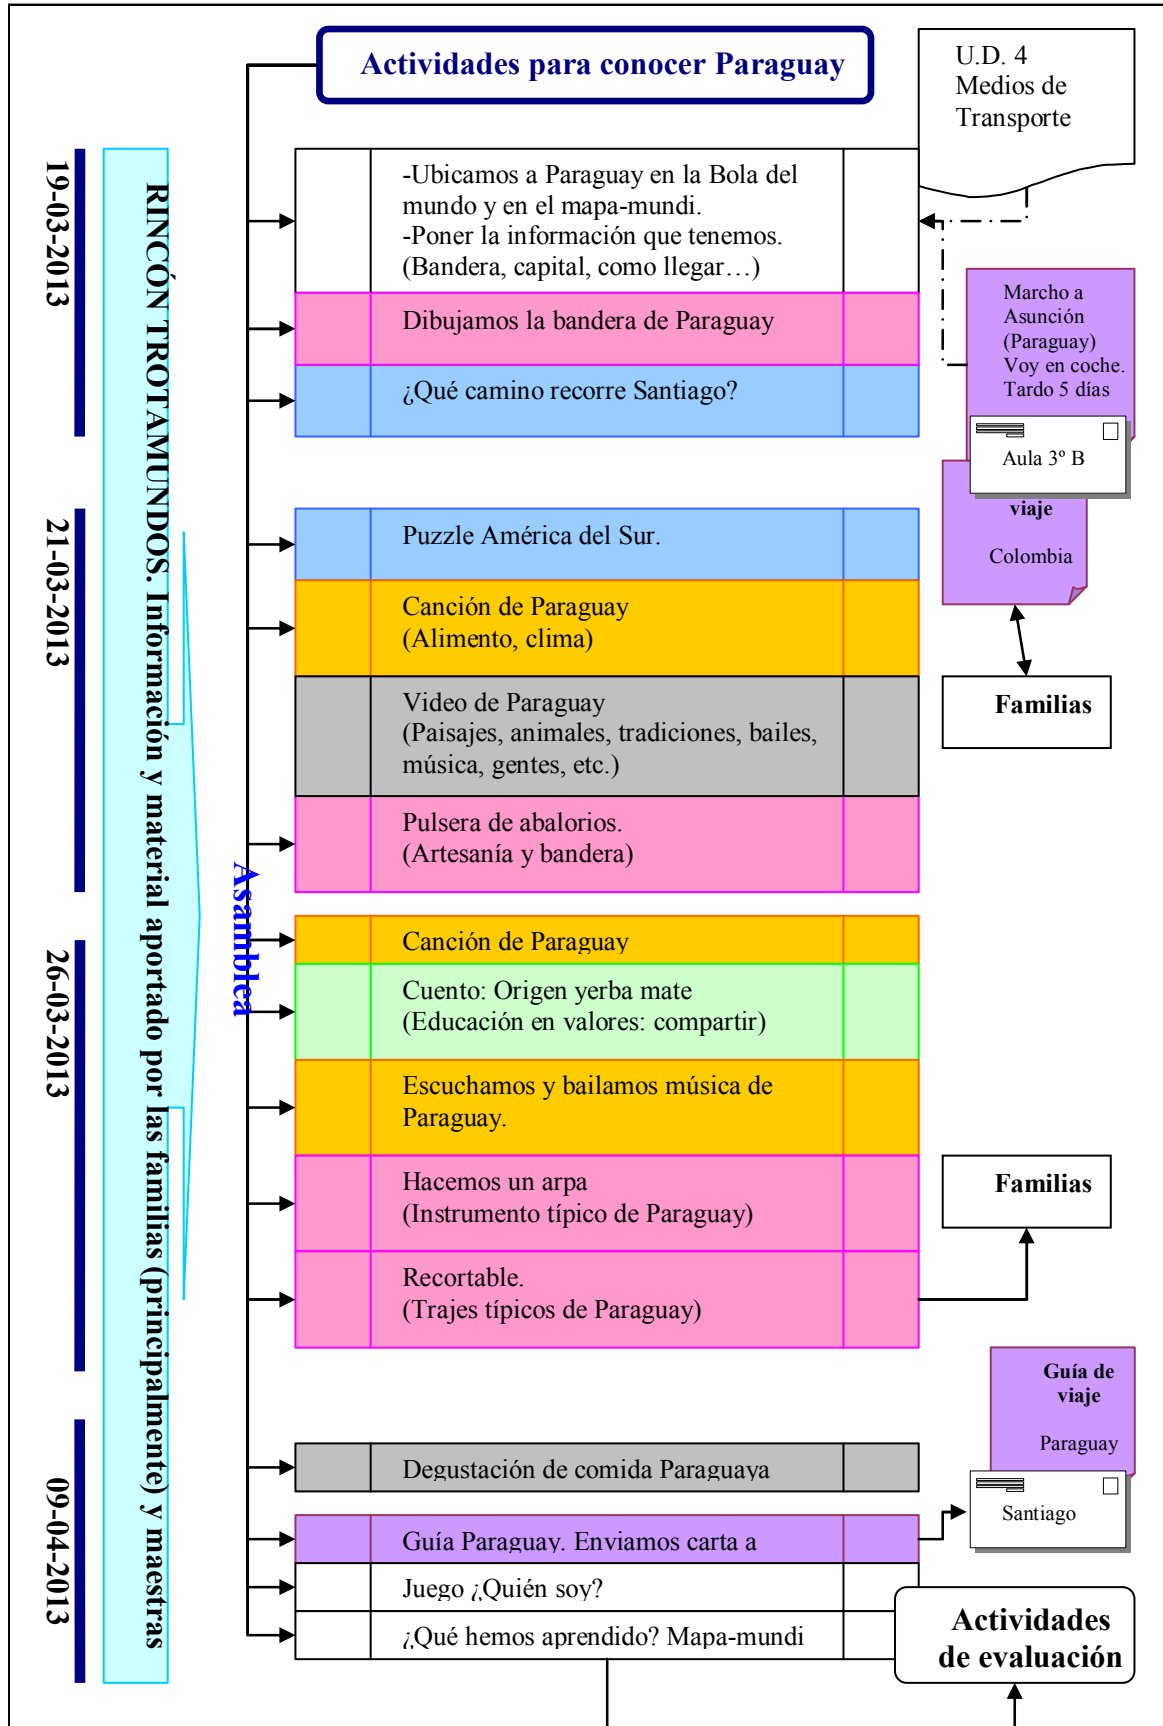 Actividades para conocer Paraguay
U.D. 4
Medios de
Transporte
19-03-2013
21-03-2013
26-03-2013
09-04-2013
RINCÓN TROTAMUNDOS. Información y material aportado por las familias (principalmente) y maestras
Asamblea
-Ubicamos a Paraguay en la Bola del
mundo y en el mapa-mundi.
-Poner la información que tenemos.
(Bandera, capital, como llegar…)
Dibujamos la bandera de Paraguay
¿Qué camino recorre Santiago?
Marcho a
Asunción
(Paraguay)
Voy en coche.
Tardo 5 días
Aula 3º B
viaje
Colombia
Familias
Puzzle América del Sur.
Canción de Paraguay
(Alimento, clima)
Video de Paraguay
(Paisajes, animales, tradiciones, bailes,
música, gentes, etc.)
Pulsera de abalorios.
(Artesanía y bandera)
Canción de Paraguay
Cuento: Origen yerba mate
(Educación en valores: compartir)
Escuchamos y bailamos música de
Paraguay.
Hacemos un arpa
(Instrumento típico de Paraguay)
Recortable.
(Trajes típicos de Paraguay)
Familias
Guía de
viaje
Paraguay
Santiago
Degustación de comida Paraguaya
Guía Paraguay. Enviamos carta a
Juego ¿Quién soy?
¿Qué hemos aprendido? Mapa-mundi
Actividades
de evaluación